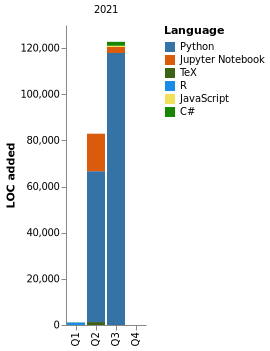 2021
Language
Python
Jupyter Notebook
TeX
R
JavaScript
C#
LOC added
120,000
100,000
80,000
60,000
40,000
20,000
0
Q1
Q2
Q3
Q4